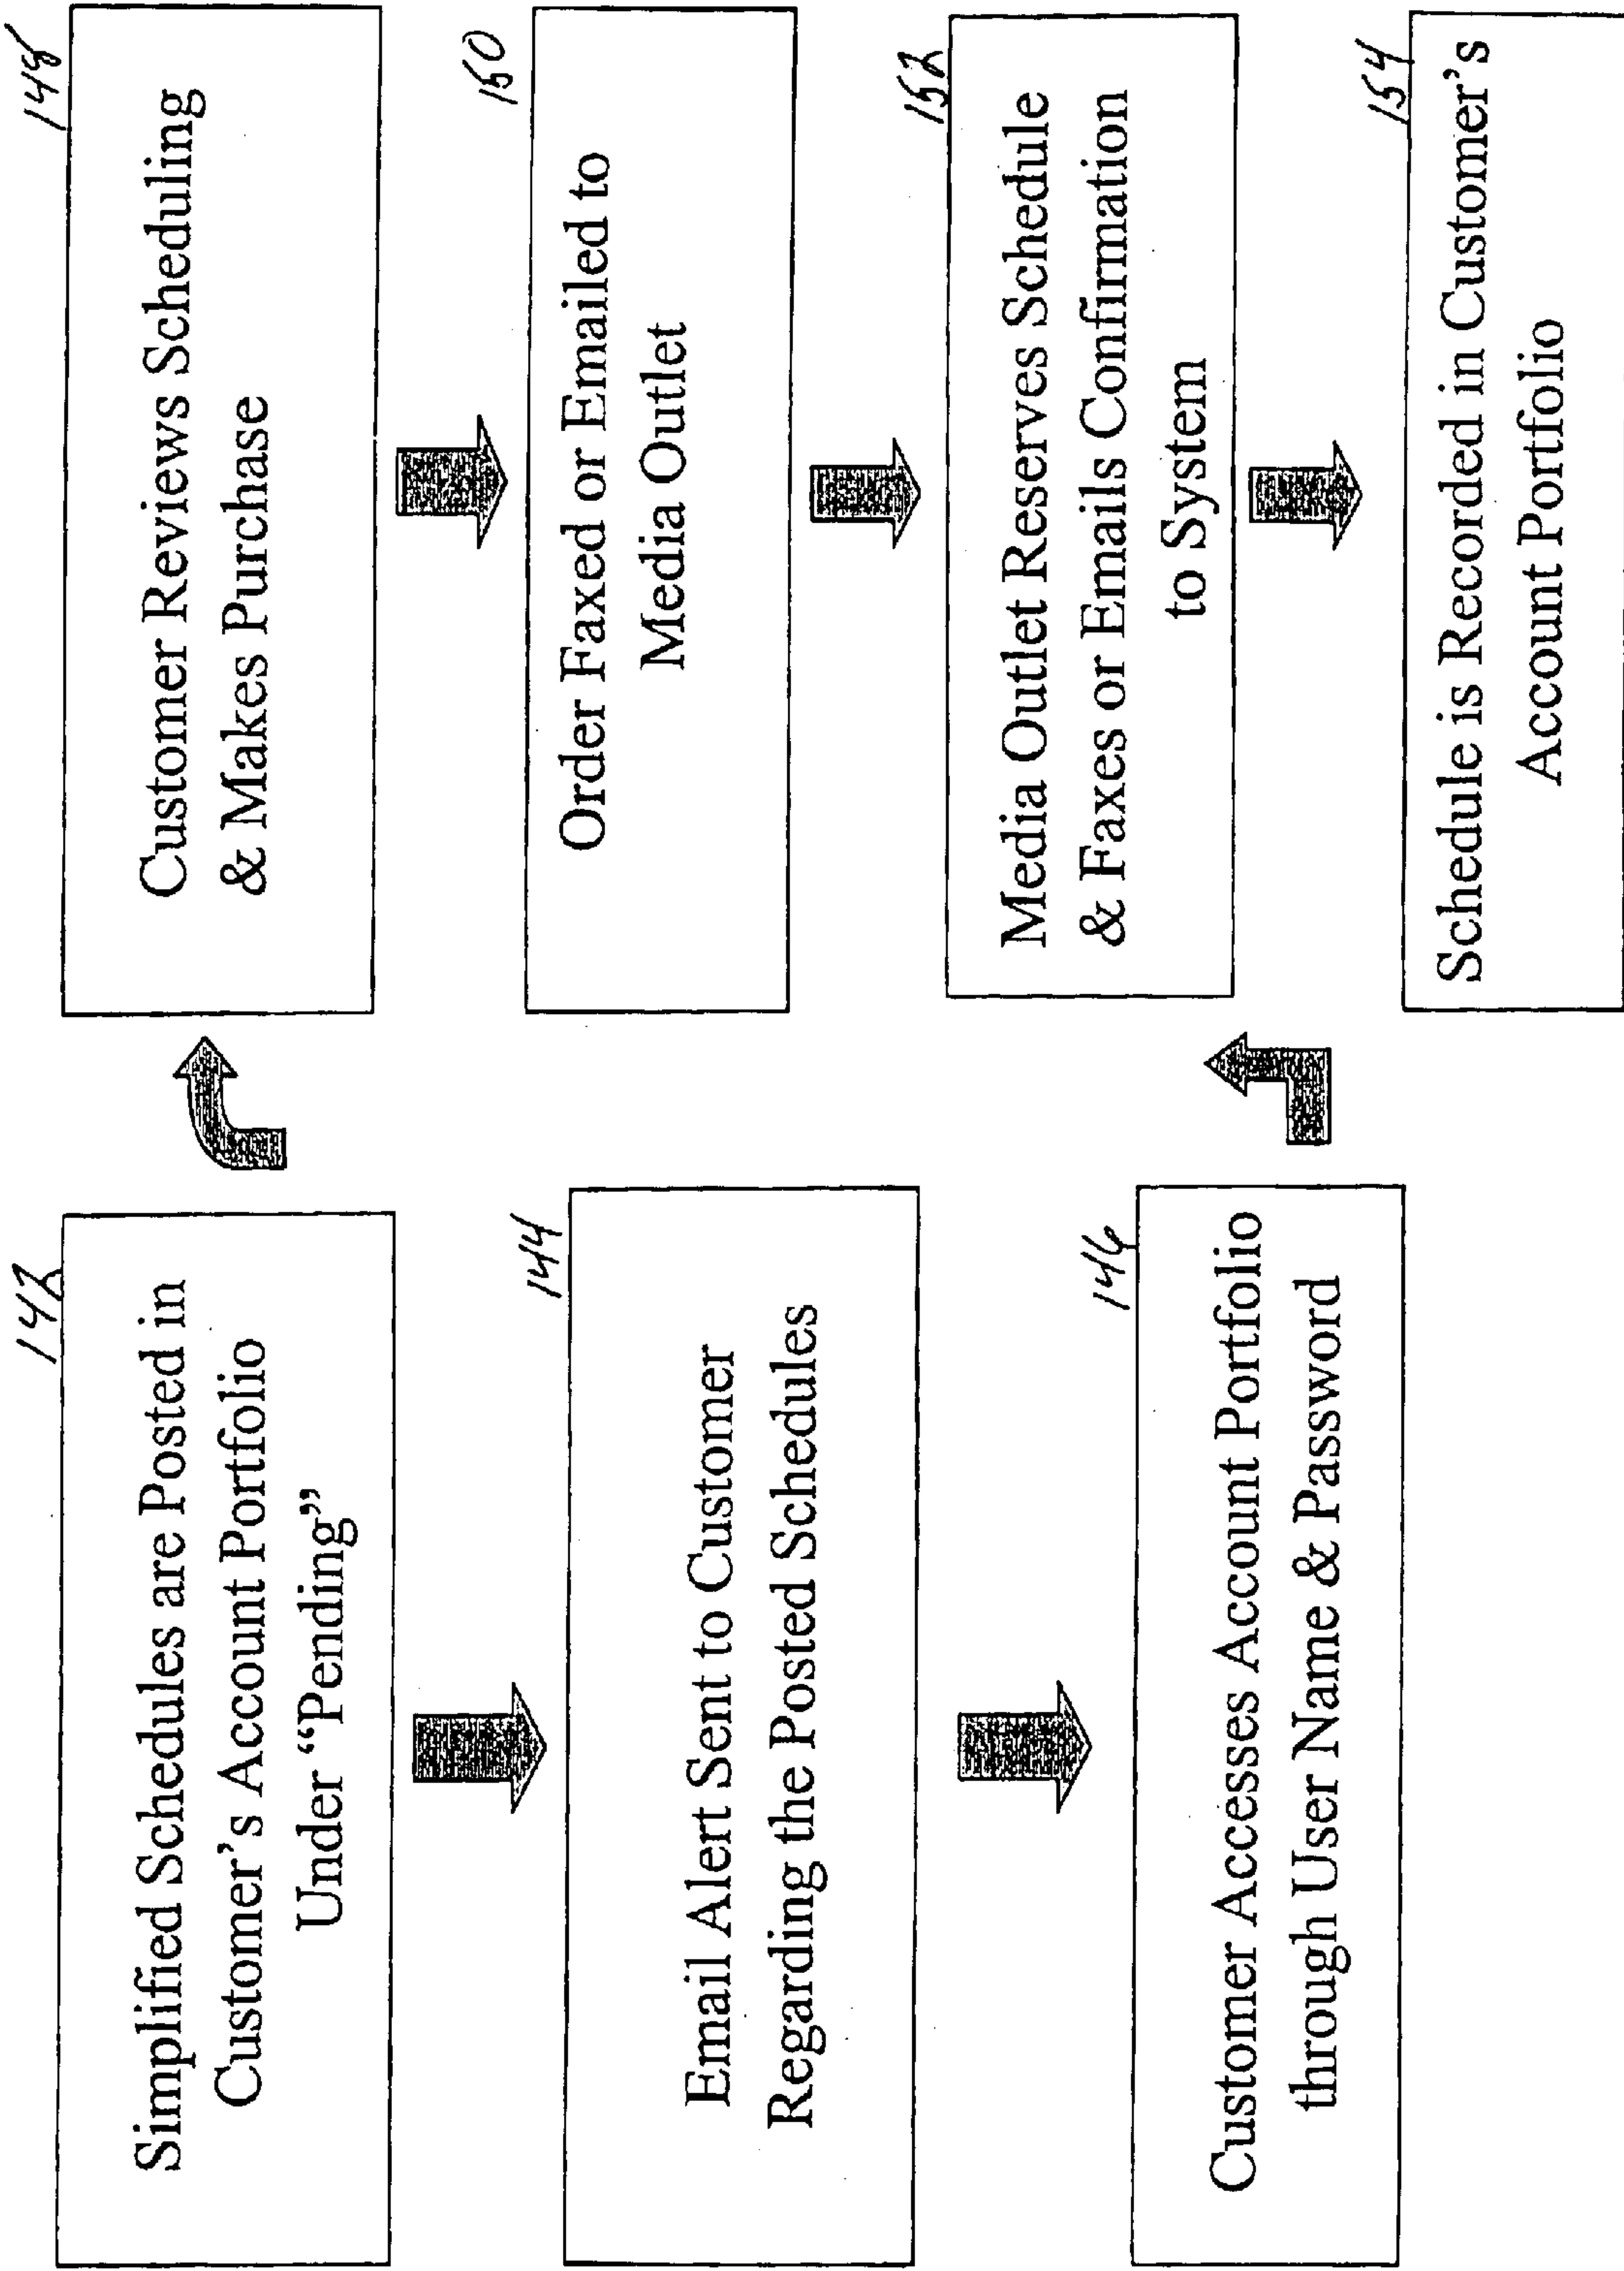 142
Simplified Schedules are Posted in
Customer's Account Portfolio
Under “Pending”
144
Email Alert Sent to Customer
Regarding the Posted Schedules
146
Customer Accesses Account Portfolio
through User Name & Password
148
Customer Reviews Scheduling
& Makes Purchase
150
Order Faxed or Emailed to
Media Outlet
152
Media Outlet Reserves Schedule
& Faxes or Emails Confirmation
to System
154
Schedule is Recorded in Customer's
Account Portfolio